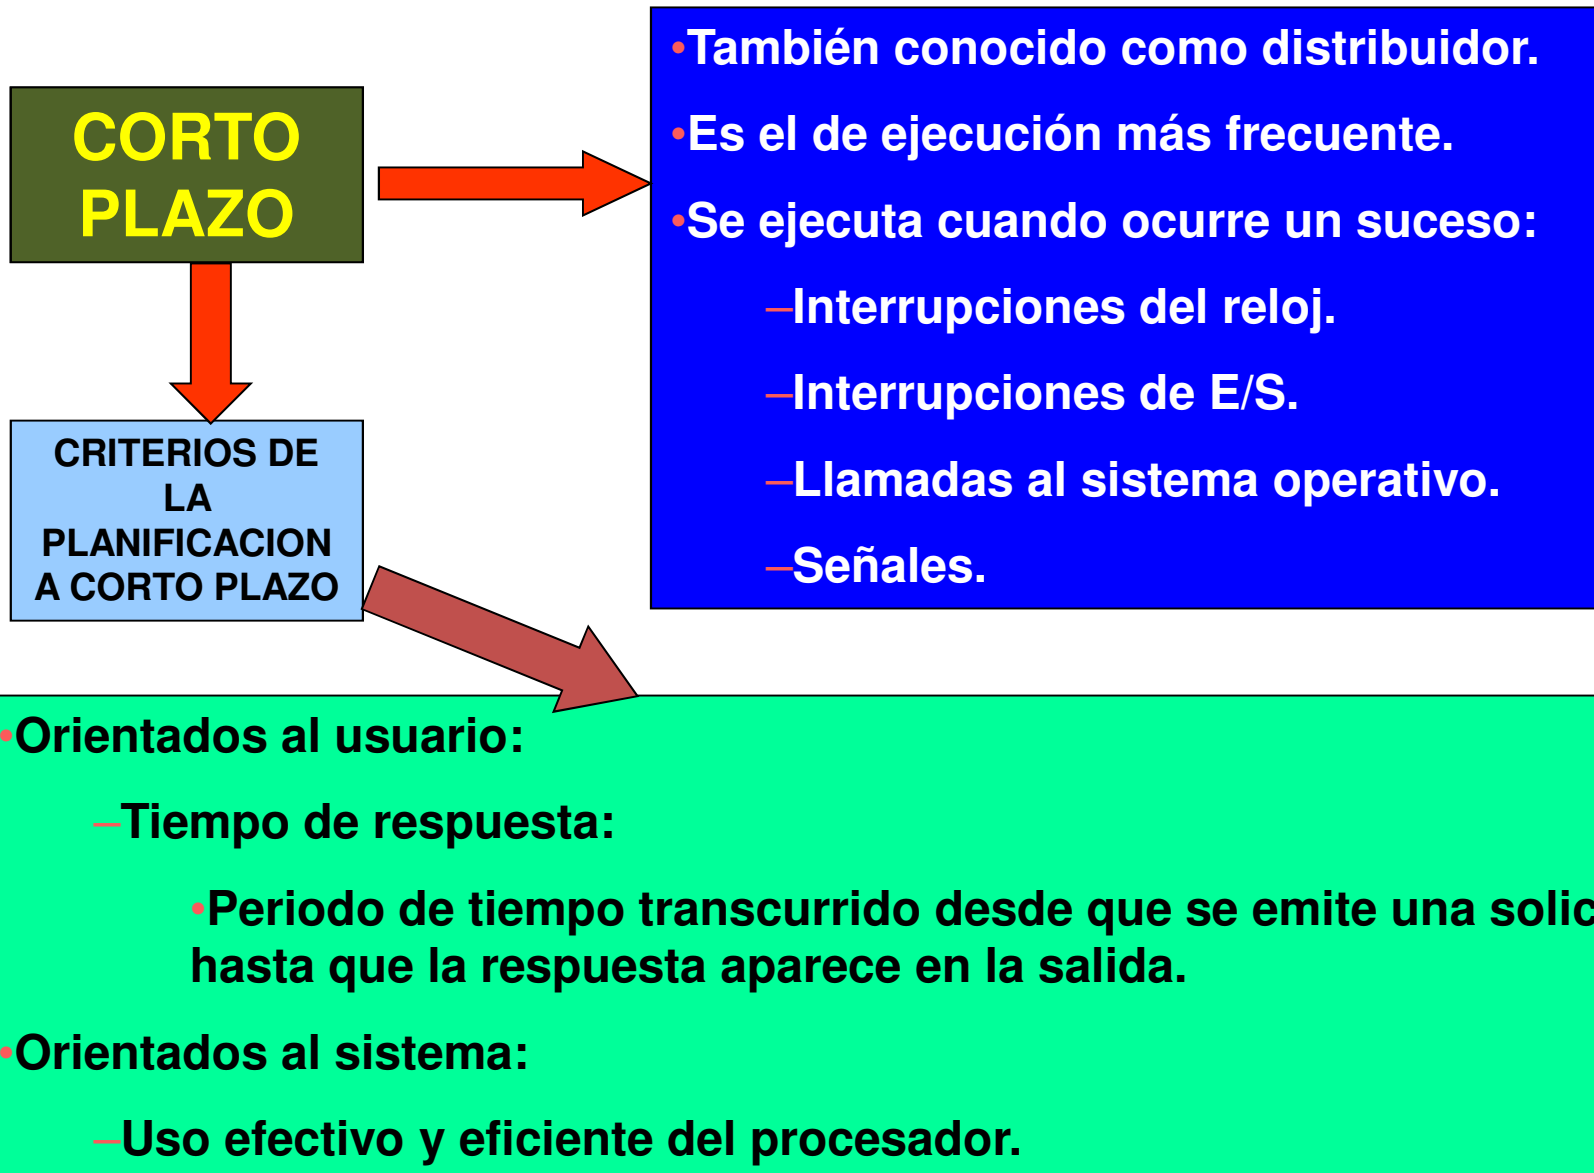 CORTO
PLAZO
•También conocido como distribuidor.
•Es el de ejecución más frecuente.
•Se ejecuta cuando ocurre un suceso:
–Interrupciones del reloj.
–Interrupciones de E/S.
–Llamadas al sistema operativo.
–Señales.
CRITERIOS DE
LA
PLANIFICACION
A CORTO PLAZO
•Orientados al usuario:
–Tiempo de respuesta:
•Periodo de tiempo transcurrido desde que se emite una solic
hasta que la respuesta aparece en la salida.
•Orientados al sistema:
–Uso efectivo y eficiente del procesador.